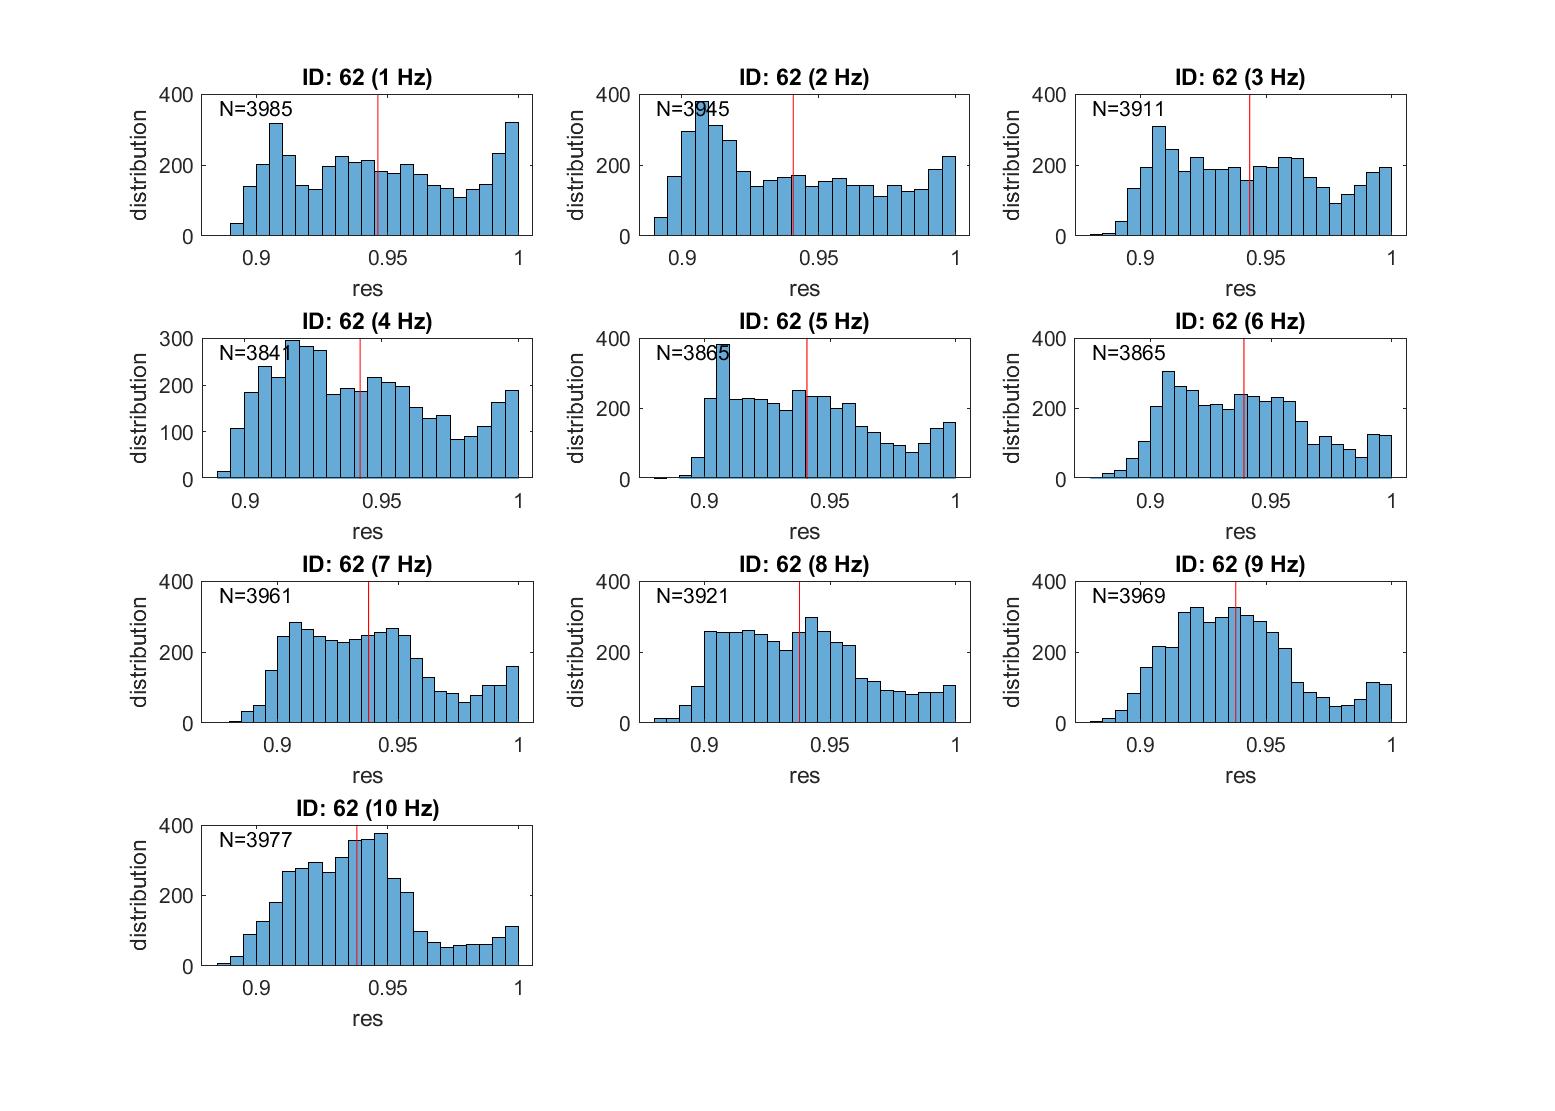 ID: 62 (1 Hz)
N=3985
distribution
400
200
0
0.9 0.95 1
res
ID: 62 (2 Hz)
N=3945
distribution
400
200
0
0.9 0.95 1
res
ID: 62 (3 Hz)
N=3911
distribution
400
200
0
0.9 0.95 1
res
ID: 62 (4 Hz)
N=3841
distribution
300
200
100
0
0.9 0.95 1
res
ID: 62 (5 Hz)
N=3865
distribution
400
200
0
0.9 0.95 1
res
ID: 62 (6 Hz)
N=3865
distribution
400
200
0
0.9 0.95 1
res
ID: 62 (7 Hz)
N=3961
distribution
400
200
0
0.9 0.95 1
res
ID: 62 (8 Hz)
N=3921
distribution
400
200
0
0.9 0.95 1
res
ID: 62 (9 Hz)
N=3969
distribution
400
200
0
0.9 0.95 1
res
ID: 62 (10 Hz)
N=3977
distribution
400
200
0
0.9 0.95 1
res